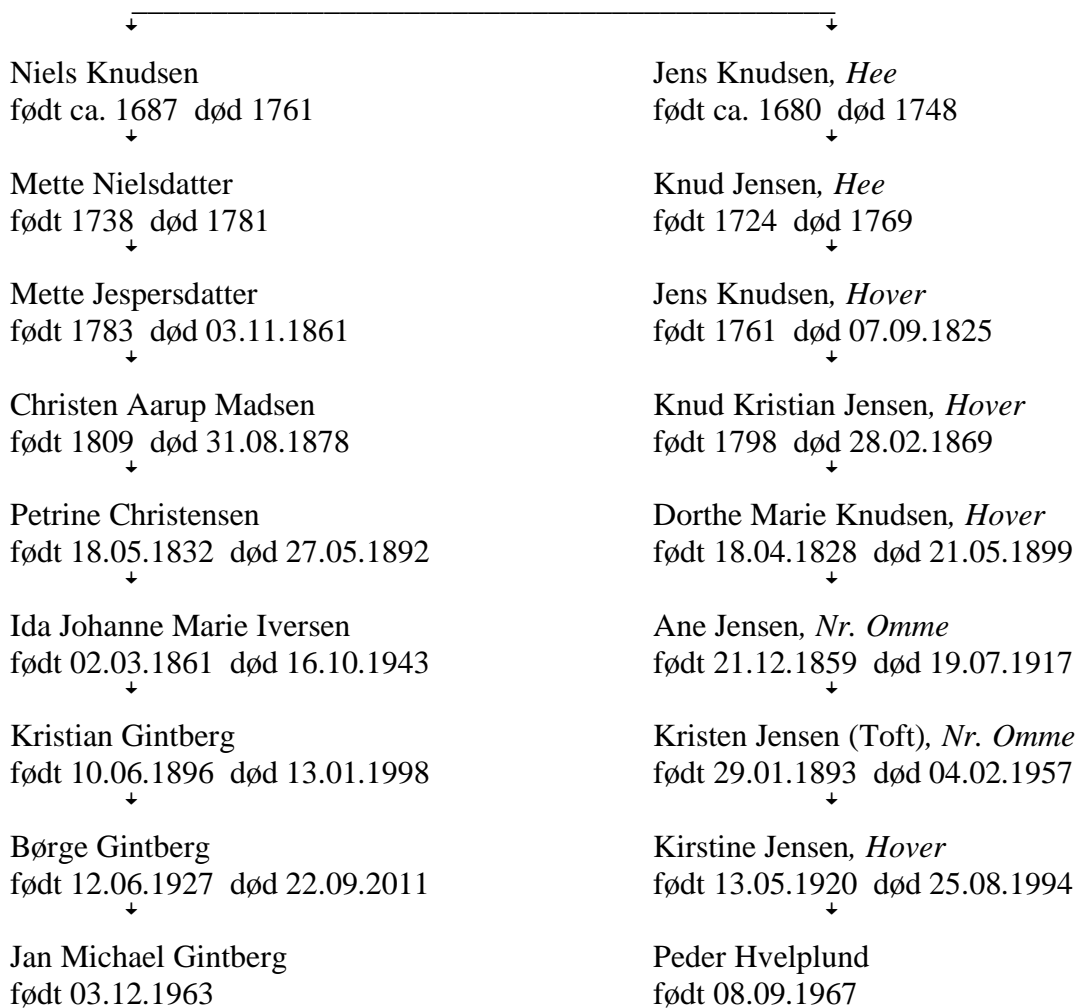 Niels Knudsen
født ca. 1687 død 1761
Mette Nielsdatter
født 1738 død 1781
Mette Jespersdatter
født 1783 død 03.11.1861
Christen Aarup Madsen
født 1809 død 31.08.1878
Petrine Christensen
født 18.05.1832 død 27.05.1892
Ida Johanne Marie Iversen
født 02.03.1861 død 16.10.1943
Kristian Gintberg
født 10.06.1896 død 13.01.1998
Børge Gintberg
født 12.06.1927 død 22.09.2011
Jan Michael Gintberg
født 03.12.1963
Jens Knudsen, Hee
født ca. 1680 død 1748
Knud Jensen, Hee
født 1724 død 1769
Jens Knudsen, Hover
født 1761 død 07.09.1825
Knud Kristian Jensen, Hover
født 1798 død 28.02.1869
Dorthe Marie Knudsen, Hover
født 18.04.1828 død 21.05.1899
Ane Jensen, Nr. Omme
født 21.12.1859 død 19.07.1917
Kristen Jensen (Toft), Nr. Omme
født 29.01.1893 død 04.02.1957
Kirstine Jensen, Hover
født 13.05.1920 død 25.08.1994
Peder Hvelplund
født 08.09.1967